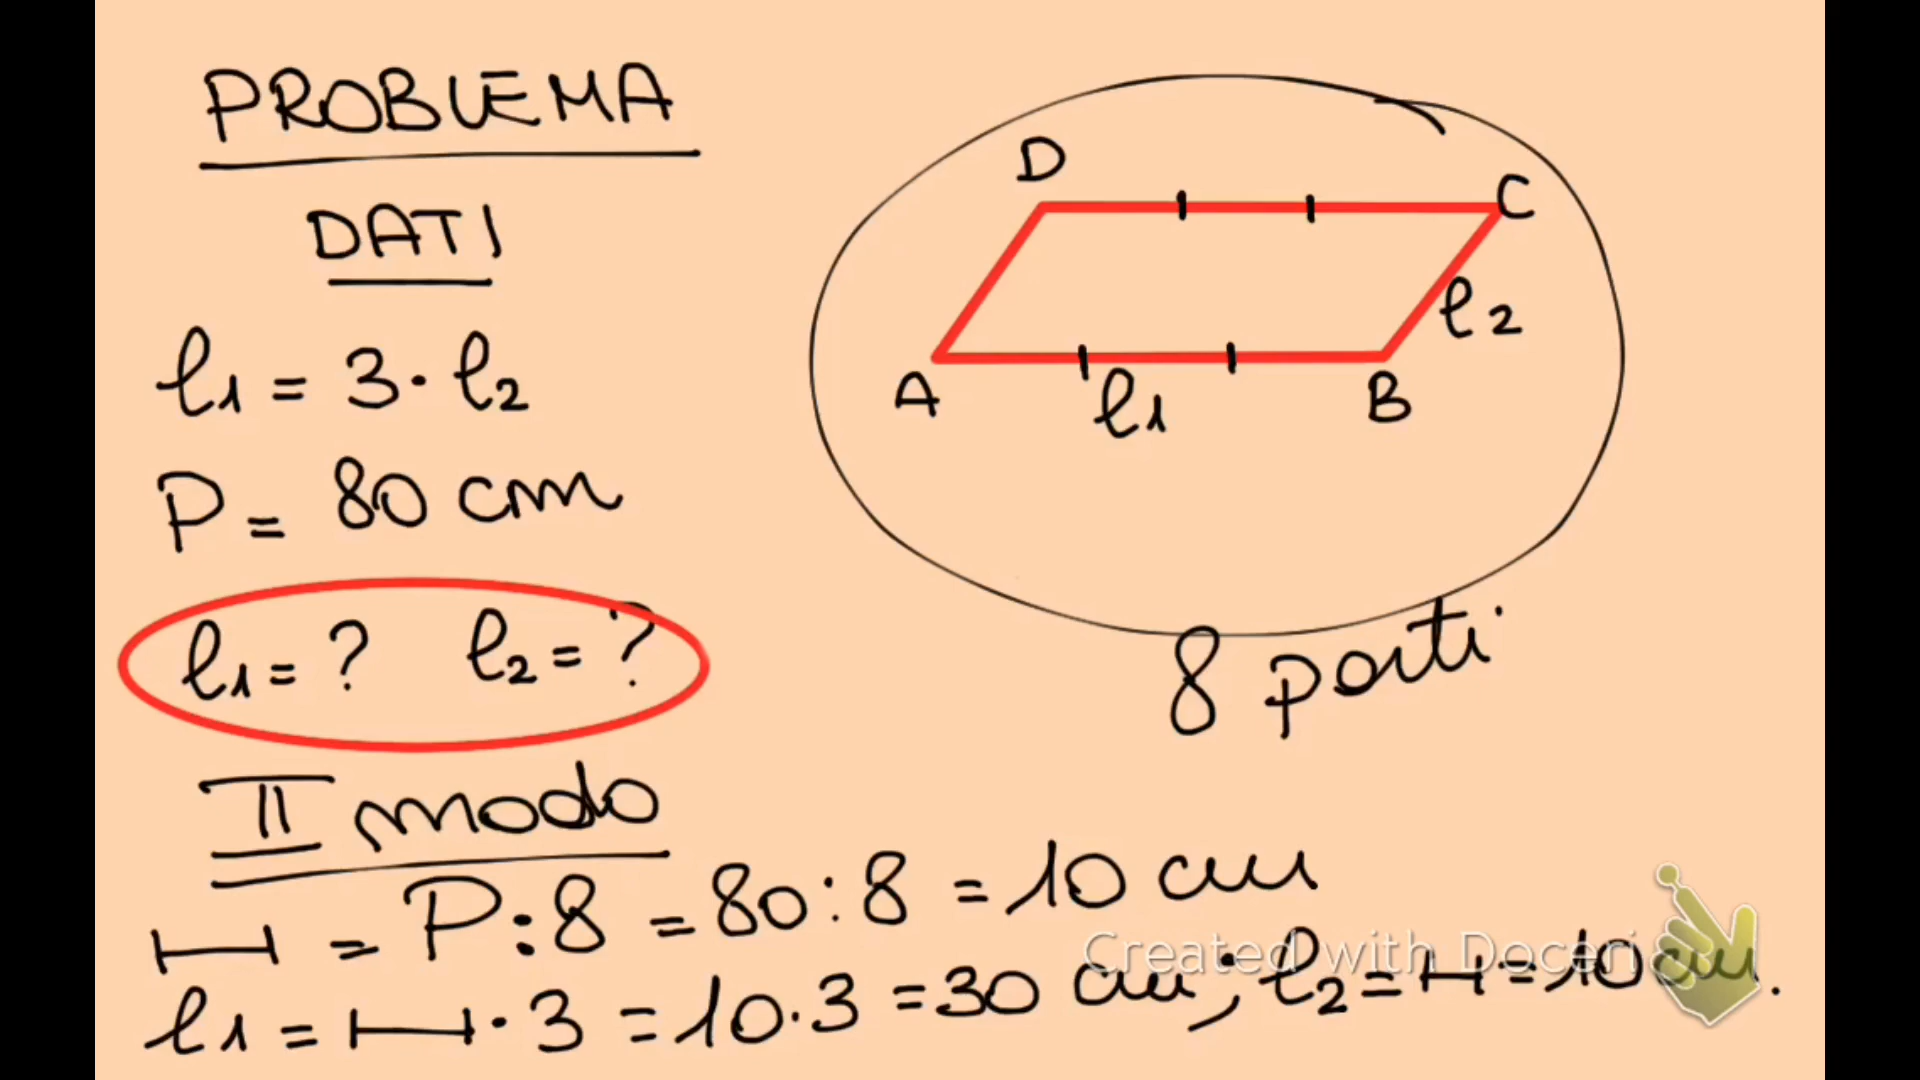 PROBLEMA
DATI
l1 = 3 · l2
P = 80 cm
l1 = ? l2 = ?
D
C
l2
A
l1
B
8 parti
II modo
|—| = P : 8 = 80 : 8 = 10 cm
l1 = |—| · 3 = 10 · 3 = 30 cm ; l2 = |—| = 10 cm.
Created with Doceri